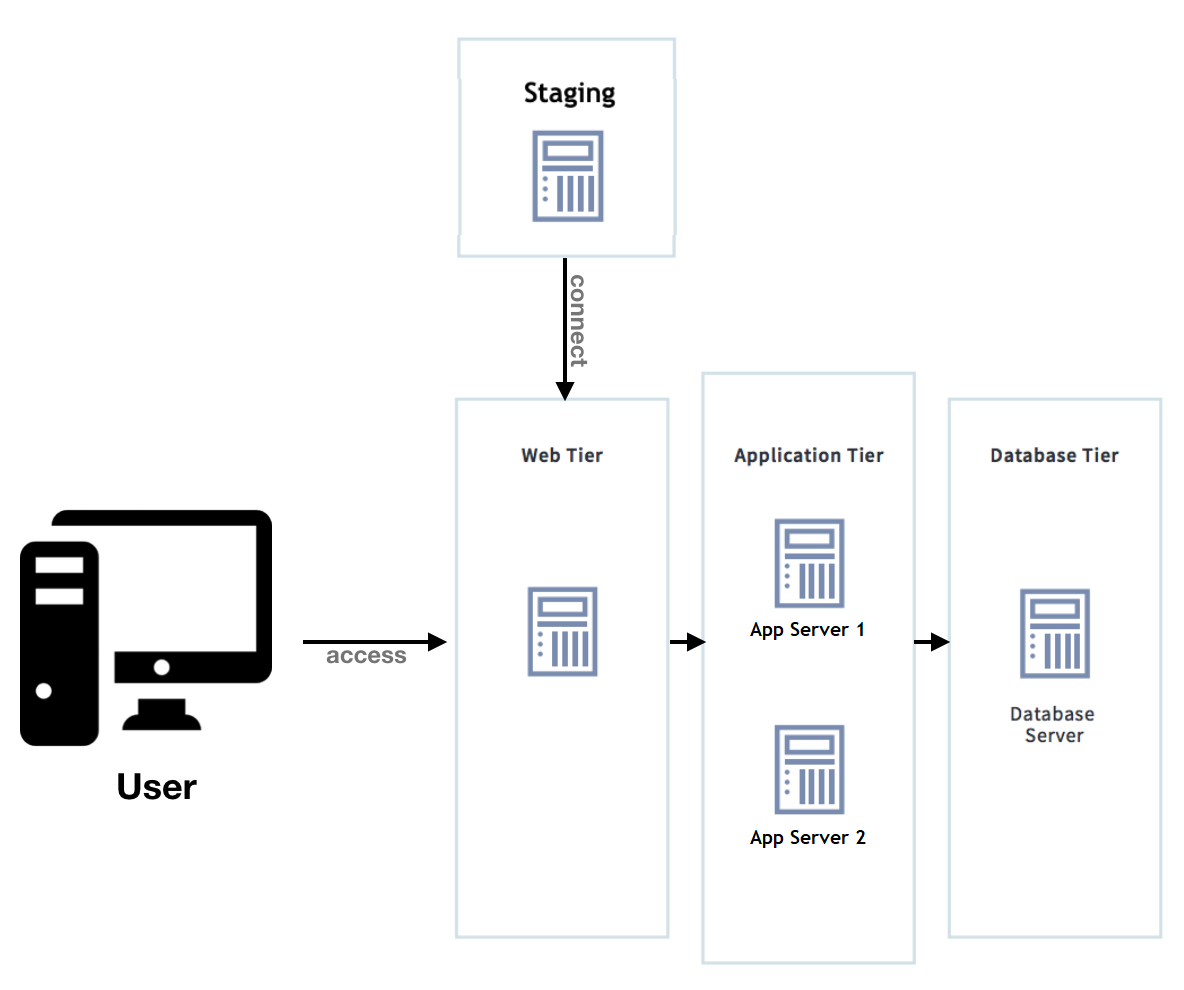 Staging
connect
Web Tier
Application Tier
Database Tier
App Server 1
access
Database
Server
User
App Server 2